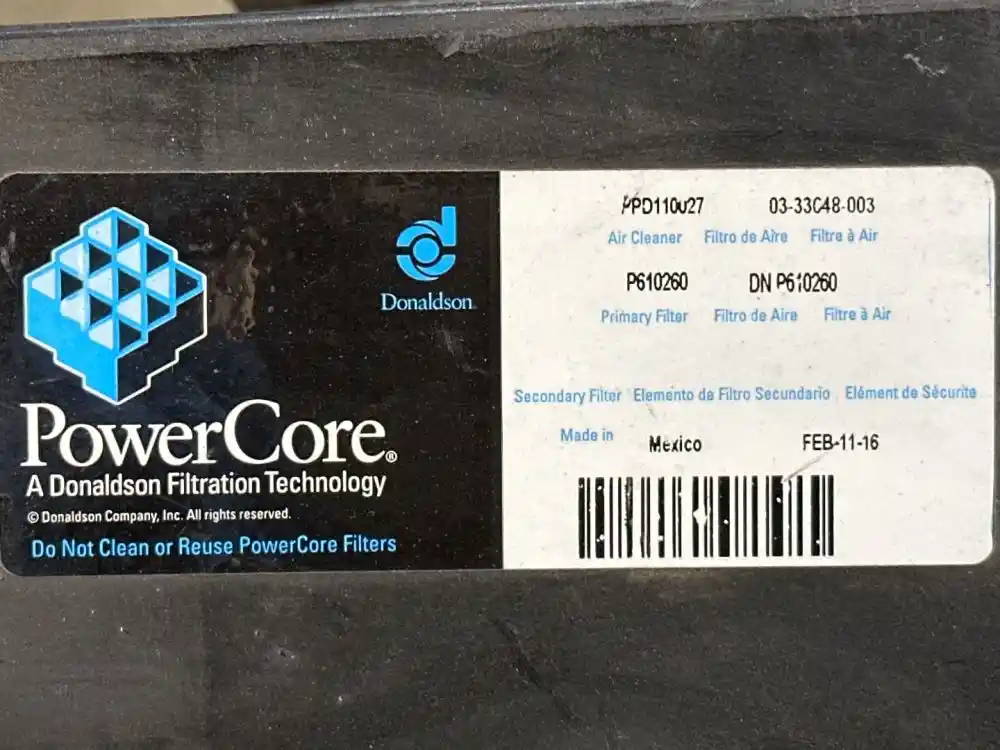 Donaldson
PowerCore®
A Donaldson Filtration Technology
© Donaldson Company, Inc. All rights reserved.
Do Not Clean or Reuse PowerCore Filters
PPD110027 03-33C48-003
Air Cleaner Filtro de Aire Filtre à Air
P610260 DN P610260
Primary Filter Filtro de Aire Filtre à Air
Secondary Filter Elemento de Filtro Secundario Elément de Sécurite
Made in Mexico FEB-11-16